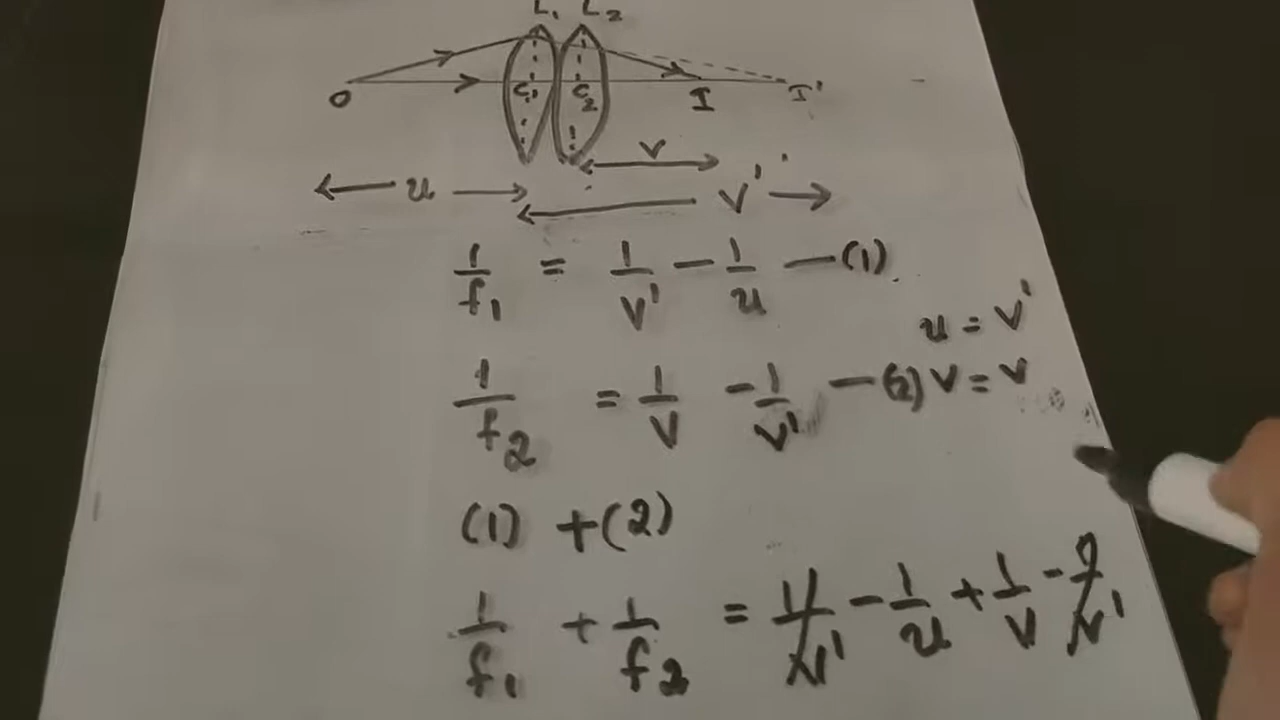 L₁ L₂
O C₁ C₂ I I'
v
u v'
1/f₁ = 1/v' - 1/u — (1)
u = v'
1/f₂ = 1/v - 1/v' — (2) v = v
(1) + (2)
1/f₁ + 1/f₂ = 1/v' - 1/u + 1/v - 1/v'